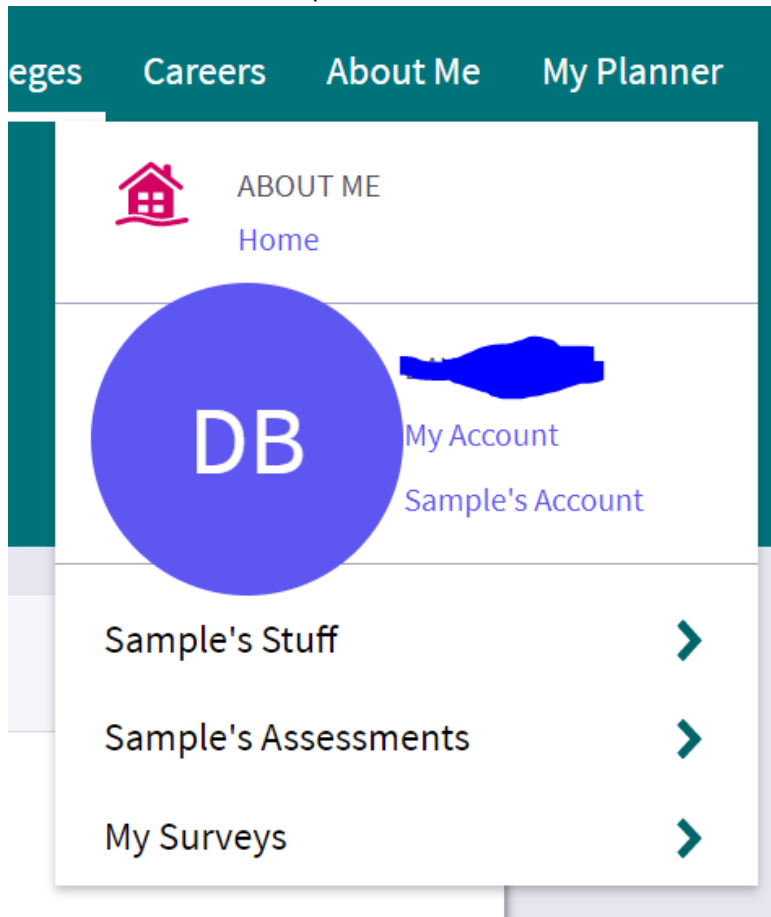 eges Careers About Me My Planner
ABOUT ME
Home
DB
My Account
Sample's Account
Sample's Stuff
Sample's Assessments
My Surveys